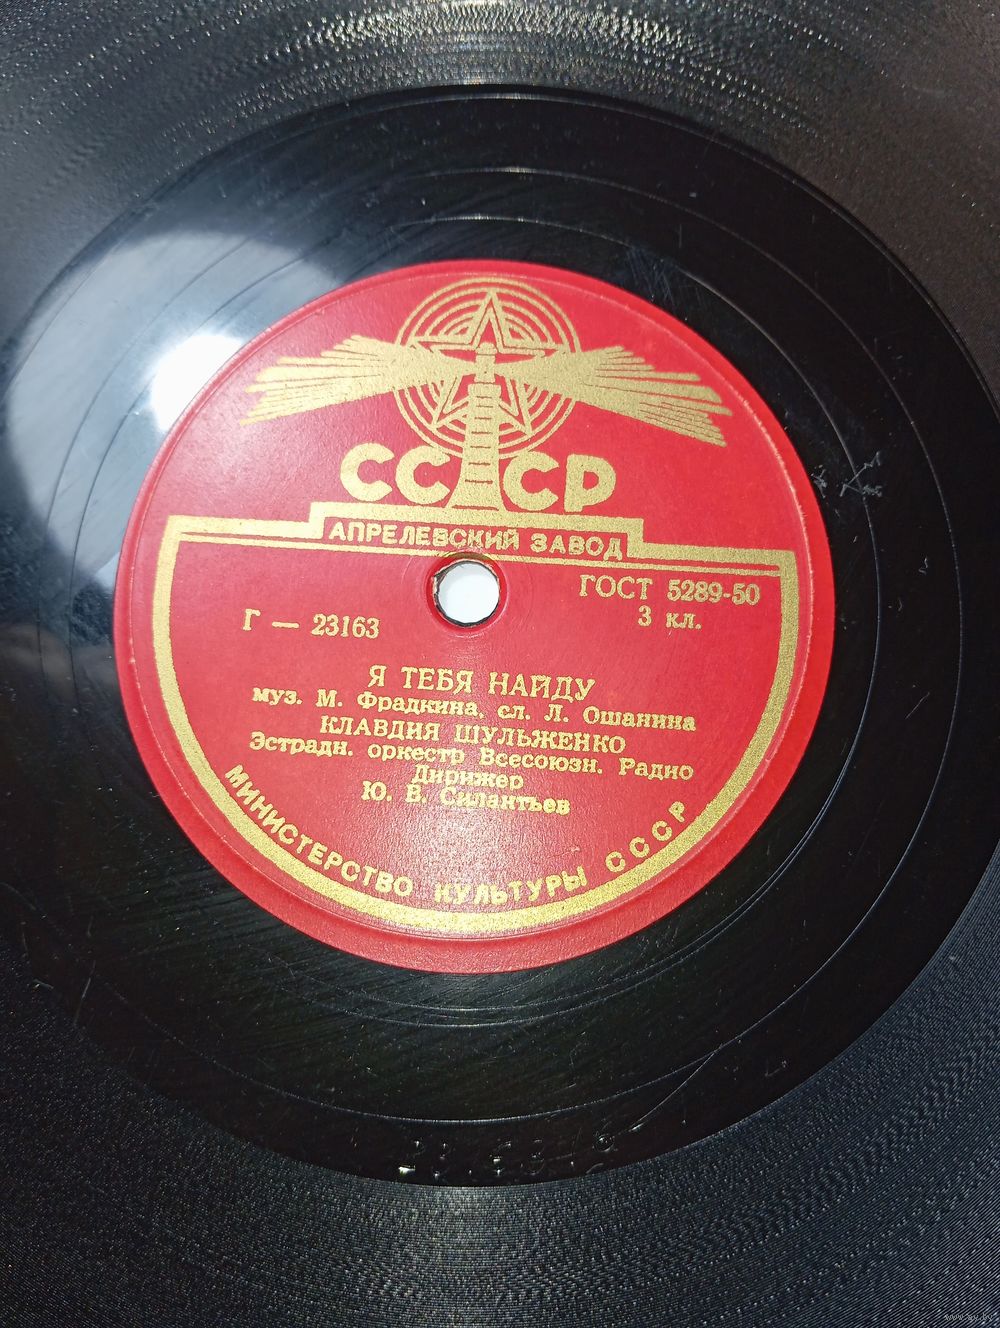 СССР
АПРЕЛЕВСКИЙ ЗАВОД
ГОСТ 5289-50
3 кл.
Г — 23163
Я ТЕБЯ НАЙДУ
муз. М. Фрадкина, сл. Л. Ошанина
КЛАВДИЯ ШУЛЬЖЕНКО
Эстрадн. оркестр Всесоюзн. Радио
Дирижер
Ю. В. Силантьев
МИНИСТЕРСТВО КУЛЬТУРЫ СССР